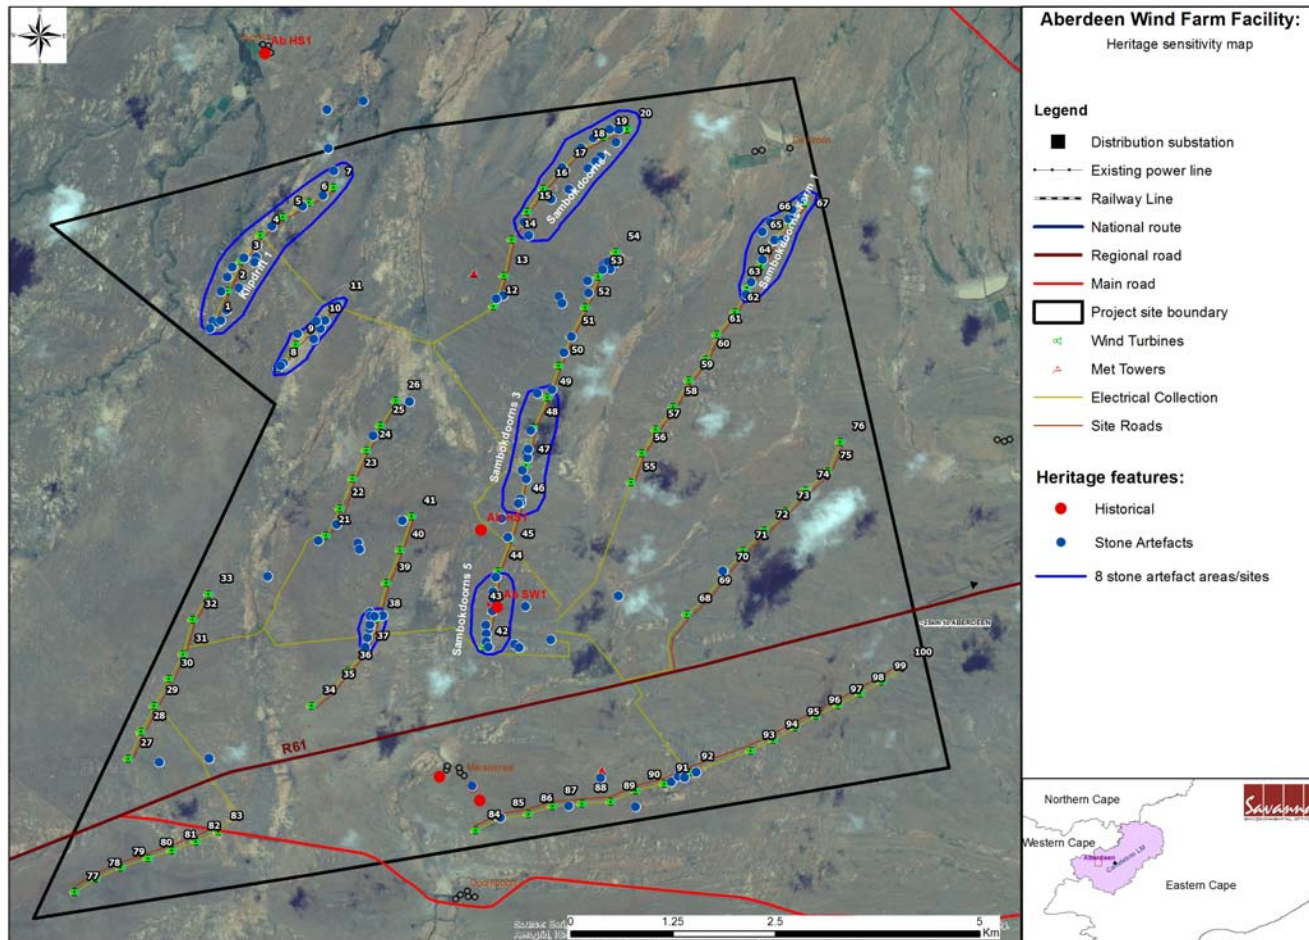 Aberdeen Wind Farm Facility:
Heritage sensitivity map
Legend
Distribution substation
Existing power line
Railway Line
National route
Regional road
Main road
Project site boundary
Wind Turbines
Met Towers
Electrical Collection
Site Roads
Heritage features:
Historical
Stone Artefacts
8 stone artefact areas/sites
Northern Cape
Western Cape
Aberdeen
Camdeboo LM
Eastern Cape
Savanna
Ab HS1
20
19
18
17
16
15
14
13
12
Sambokdoorns 1
7
6
5
4
3
2
1
Klipdrift 1
11
10
9
8
54
53
52
51
50
49
48
47
46
45
44
43
42
Sambokdoorns 3
Sambokdoorns 5
Ab SW1
67
66
65
64
63
62
61
60
59
58
57
56
55
Sambokdoorns Farm 1
26
25
24
23
22
21
41
40
39
38
37
36
35
34
33
32
31
30
29
28
27
76
75
74
73
72
71
70
69
68
R61
100
99
98
97
96
95
94
93
92
91
90
89
88
87
86
85
84
83
82
81
80
79
78
77
0 1.25 2.5 5
Km